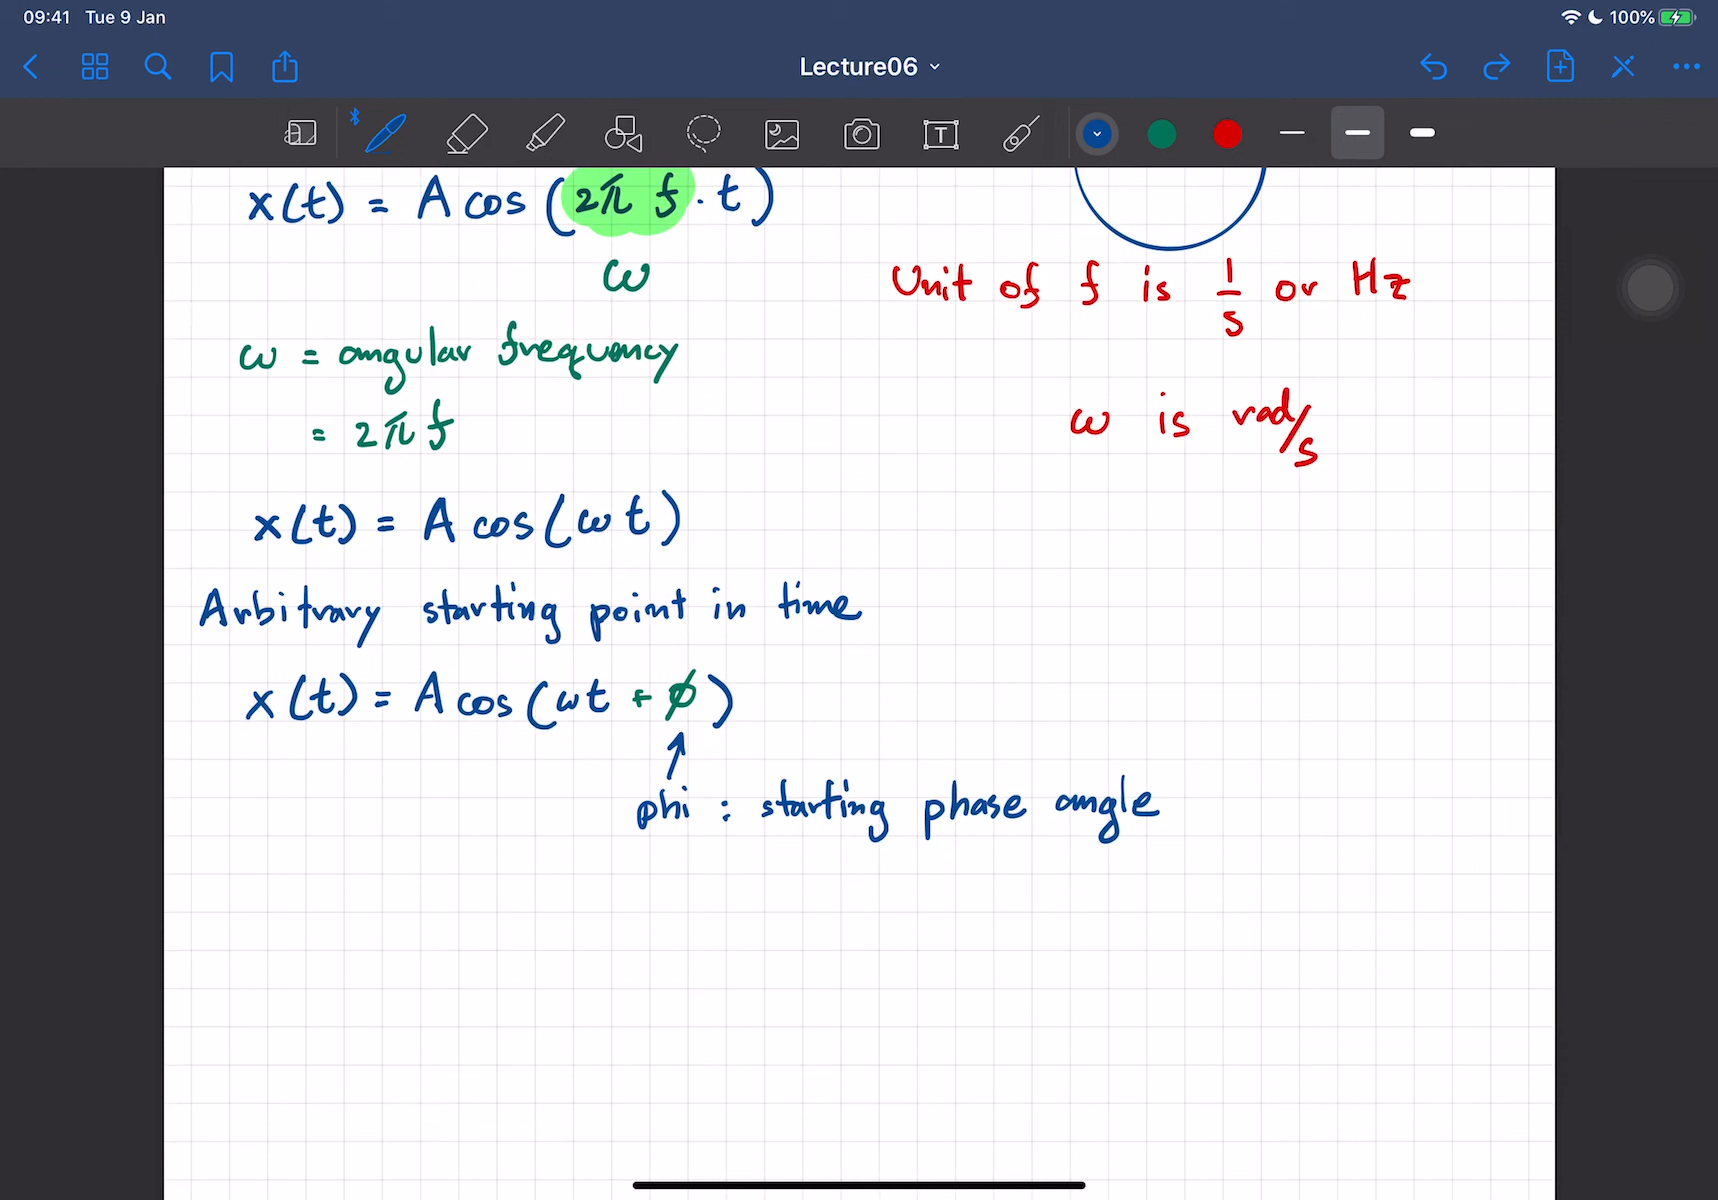 09:41 Tue 9 Jan
100%
Lecture06
T
x(t) = A cos (2π f · t)
ω
Unit of f is 1/s or Hz
ω = angular frequency
= 2π f
ω is rad/s
x(t) = A cos(ω t)
Arbitrary starting point in time
x(t) = A cos(ωt + ϕ)
phi : starting phase angle